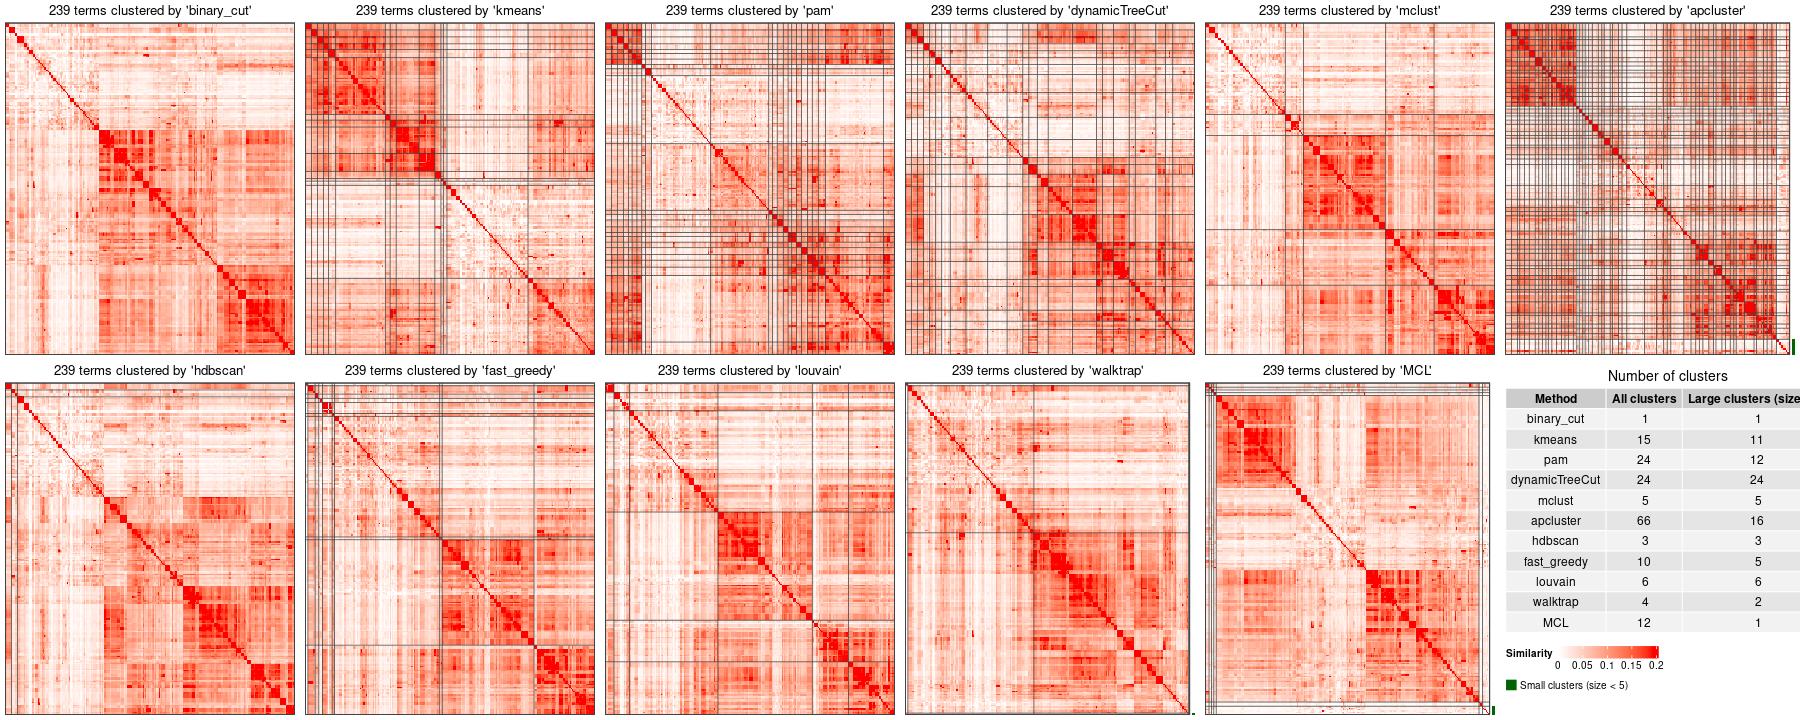 239 terms clustered by 'binary_cut'
239 terms clustered by 'kmeans'
239 terms clustered by 'pam'
239 terms clustered by 'dynamicTreeCut'
239 terms clustered by 'mclust'
239 terms clustered by 'apcluster'
239 terms clustered by 'hdbscan'
239 terms clustered by 'fast_greedy'
239 terms clustered by 'louvain'
239 terms clustered by 'walktrap'
239 terms clustered by 'MCL'
Number of clusters
Method All clusters Large clusters (size
binary_cut 1 1
kmeans 15 11
pam 24 12
dynamicTreeCut 24 24
mclust 5 5
apcluster 66 16
hdbscan 3 3
fast_greedy 10 5
louvain 6 6
walktrap 4 2
MCL 12 1
Similarity
0 0.05 0.1 0.15 0.2
Small clusters (size < 5)